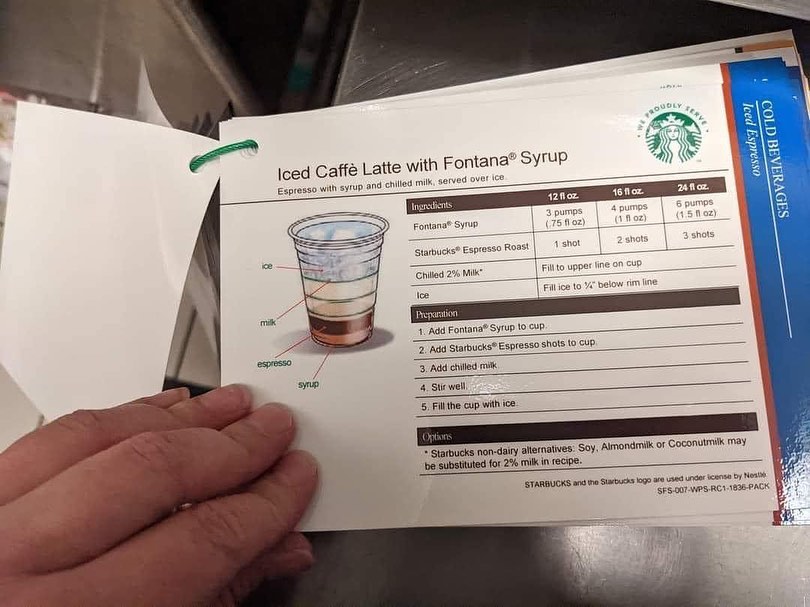 WE PROUDLY SERVE
COLD BEVERAGES
Iced Espresso
Iced Caffè Latte with Fontana® Syrup
Espresso with syrup and chilled milk, served over ice.
Ingredients 12 fl oz. 16 fl oz. 24 fl oz.
Fontana® Syrup 3 pumps (.75 fl oz) 4 pumps (1 fl oz) 6 pumps (1.5 fl oz)
Starbucks® Espresso Roast 1 shot 2 shots 3 shots
Chilled 2% Milk* Fill to upper line on cup
Ice Fill ice to ¼" below rim line
ice
milk
espresso
syrup
Preparation
1. Add Fontana® Syrup to cup.
2. Add Starbucks® Espresso shots to cup.
3. Add chilled milk.
4. Stir well.
5. Fill the cup with ice.
Options
* Starbucks non-dairy alternatives: Soy, Almondmilk or Coconutmilk may
be substituted for 2% milk in recipe.
STARBUCKS and the Starbucks logo are used under license by Nestlé.
SFS-007-WPS-RC1-1836-PACK